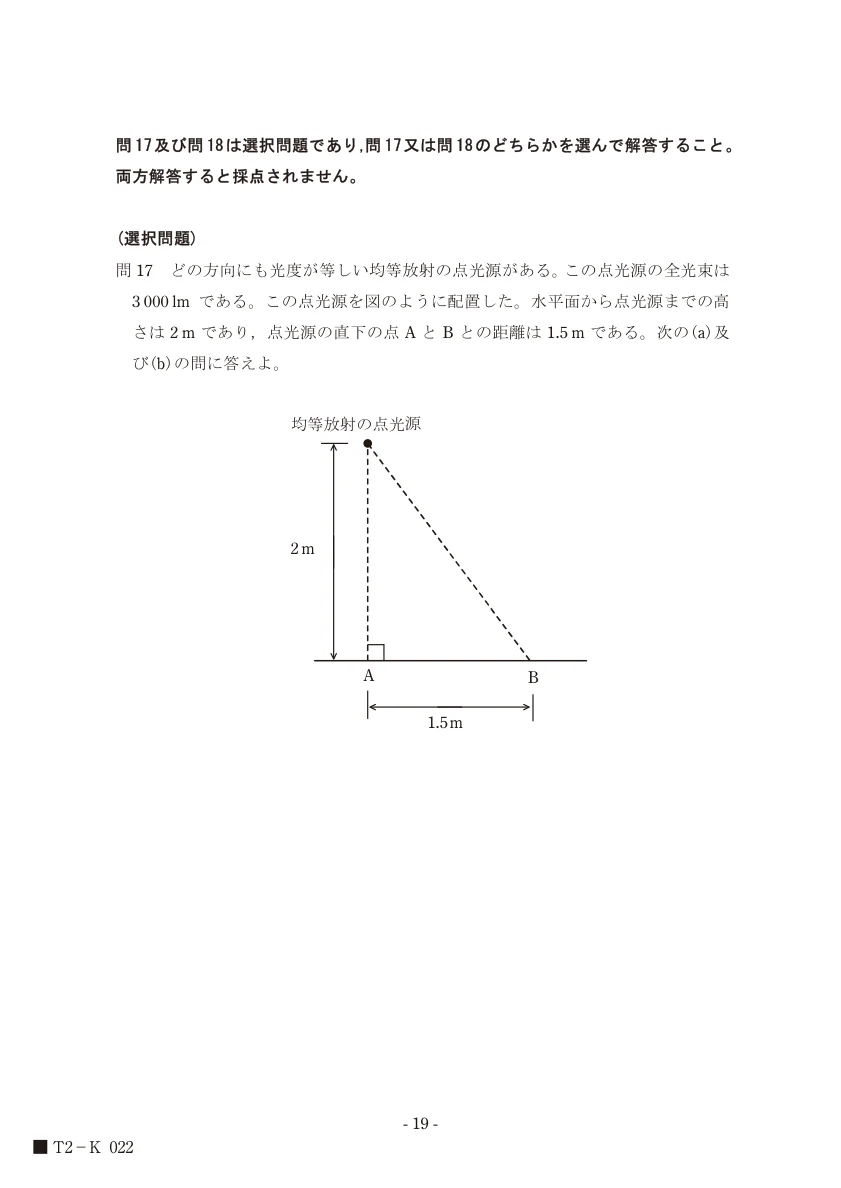 問17及び問18は選択問題であり,問17又は問18のどちらかを選んで解答すること。
両方解答すると採点されません。
(選択問題)
問 17　どの方向にも光度が等しい均等放射の点光源がある。この点光源の全光束は
3 000 lm である。この点光源を図のように配置した。水平面から点光源までの高
さは 2 m であり，点光源の直下の点 A と B との距離は 1.5 m である。次の(a)及
び(b)の問に答えよ。
均等放射の点光源
2 m
A
B
1.5 m
- 19 -
■ T2－K 022